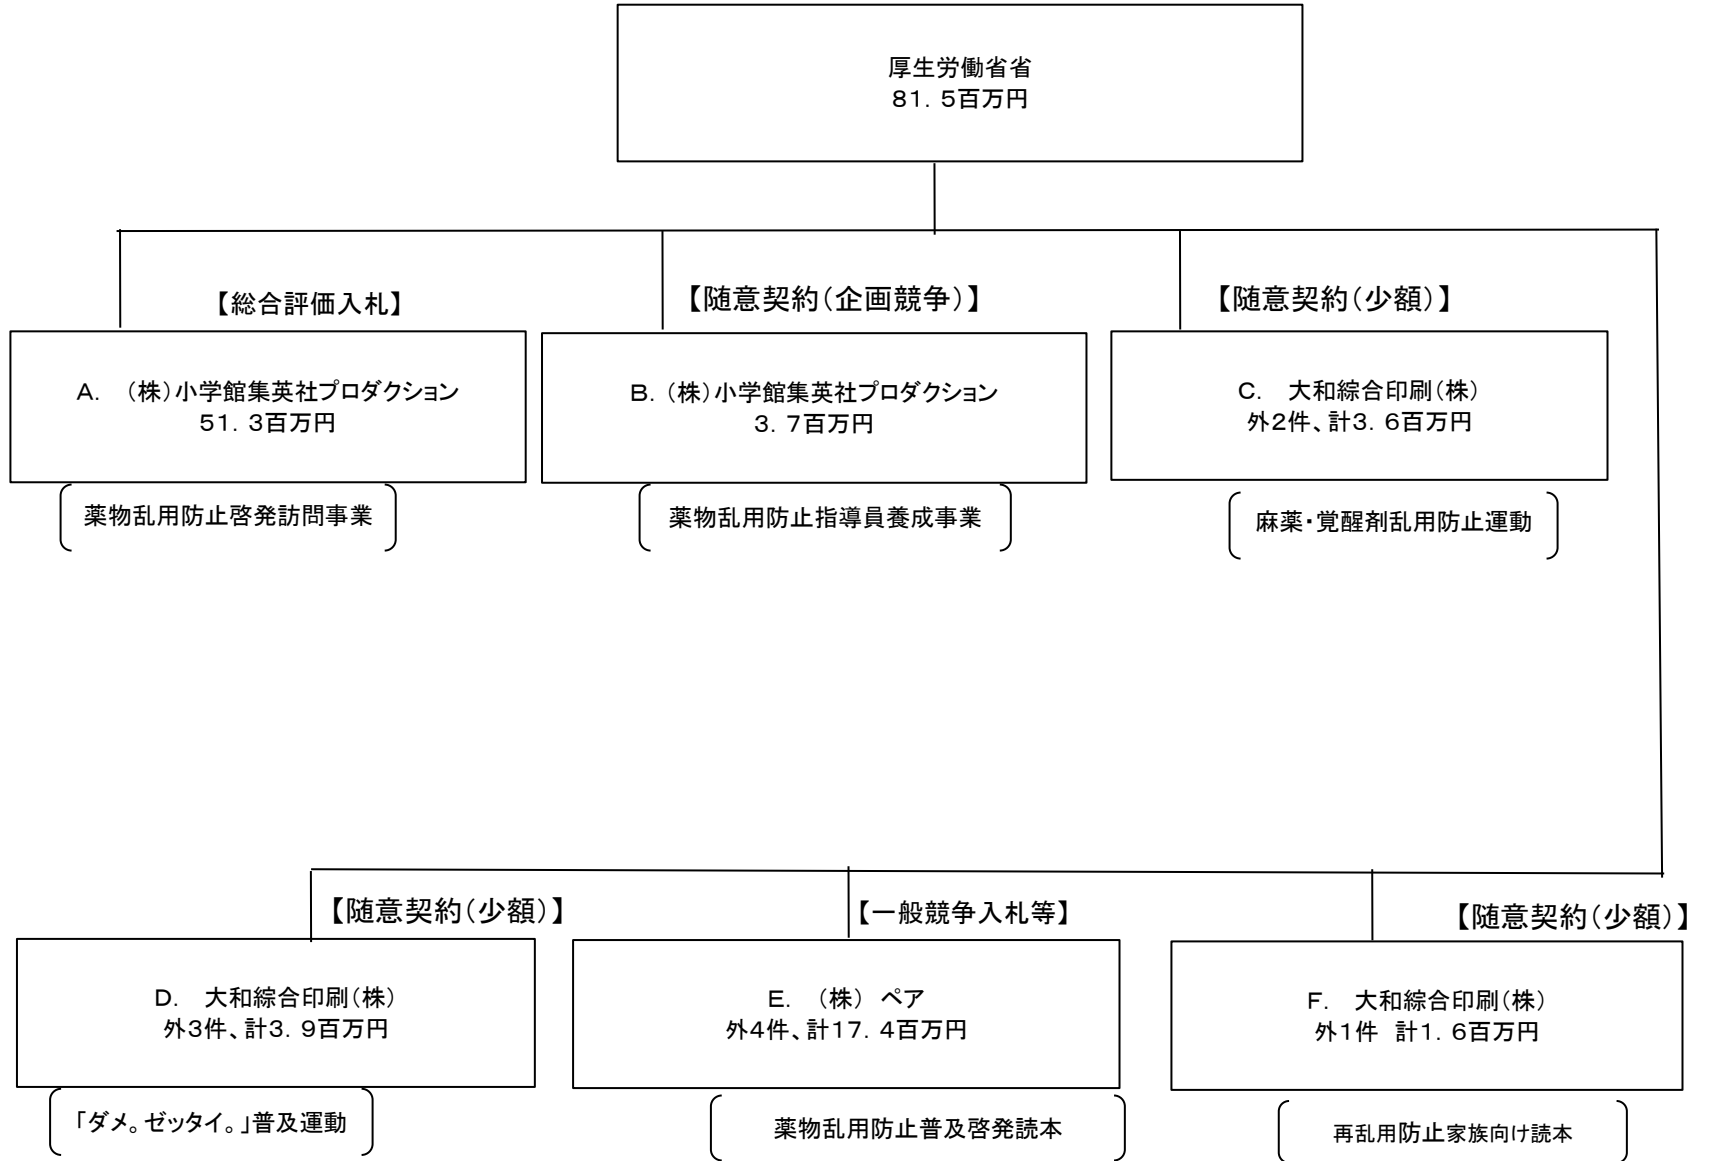 厚生労働省省
81．5百万円
【総合評価入札】
【随意契約（企画競争）】
【随意契約（少額）】
A．　（株）小学館集英社プロダクション
51．3百万円
B．（株）小学館集英社プロダクション
3．7百万円
C．　大和綜合印刷（株）
外2件、計3．6百万円
薬物乱用防止啓発訪問事業
薬物乱用防止指導員養成事業
麻薬・覚醒剤乱用防止運動
【随意契約（少額）】
【一般競争入札等】
【随意契約（少額）】
D．　大和綜合印刷（株）
外3件、計3．9百万円
E．　（株）　ペア
外4件、計17．4百万円
F．　大和綜合印刷（株）
外1件　計1．6百万円
「ダメ。ゼッタイ。」普及運動
薬物乱用防止普及啓発読本
再乱用防止家族向け読本